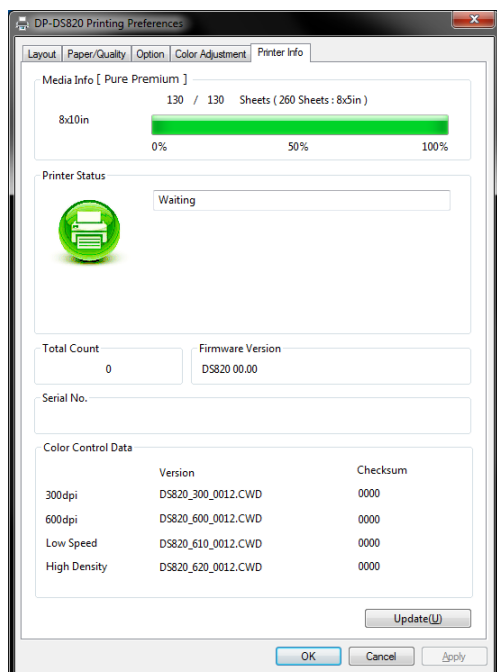 DP-DS820 Printing Preferences
Layout Paper/Quality Option Color Adjustment Printer Info
Media Info [ Pure Premium ]
130 / 130 Sheets ( 260 Sheets : 8x5in )
8x10in
0% 50% 100%
Printer Status
Waiting
Total Count Firmware Version
0 DS820 00.00
Serial No.
Color Control Data
Version Checksum
300dpi DS820_300_0012.CWD 0000
600dpi DS820_600_0012.CWD 0000
Low Speed DS820_610_0012.CWD 0000
High Density DS820_620_0012.CWD 0000
Update(U)
OK Cancel Apply